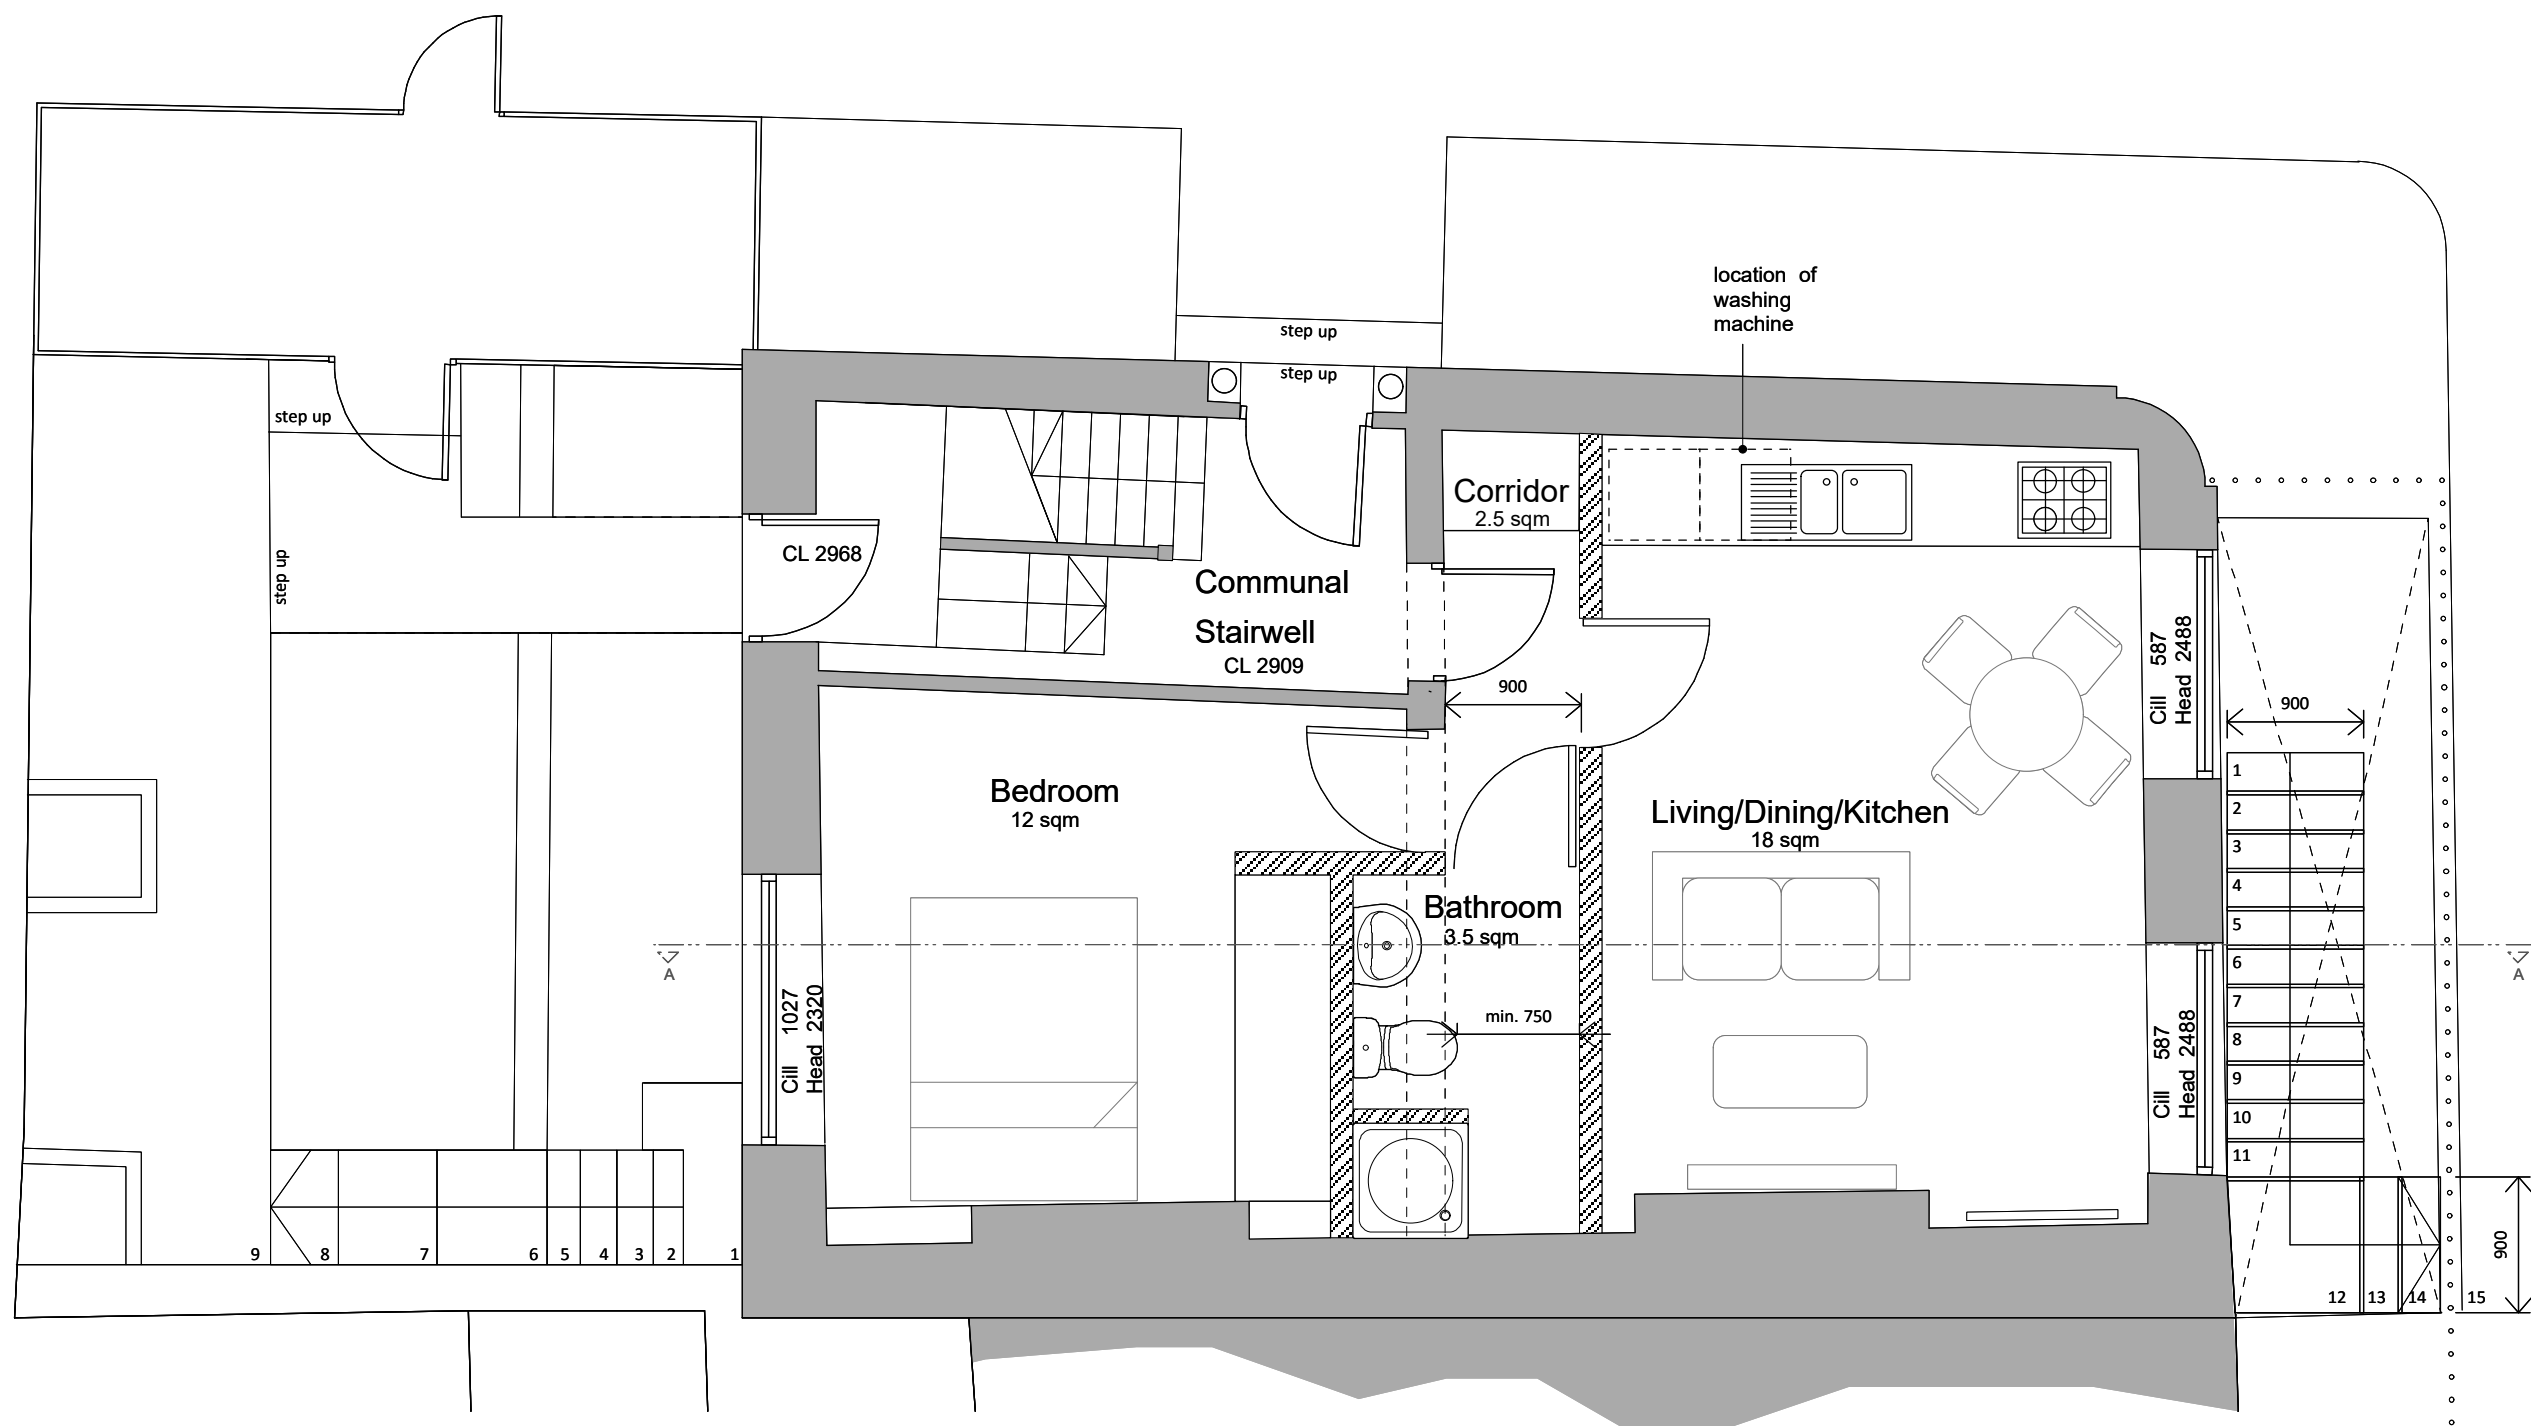 location of
washing
machine
step up
step up
step up
step up
CL 2968
Corridor
2.5 sqm
Communal
Stairwell
CL 2909
900
Cill 587
Head 2488
900
Bedroom
12 sqm
Living/Dining/Kitchen
18 sqm
Bathroom
3.5 sqm
min. 750
A
A
Cill 1027
Head 2320
Cill 587
Head 2488
1
2
3
4
5
6
7
8
9
10
11
12
13
14
15
900
9
8
7
6
5
4
3
2
1